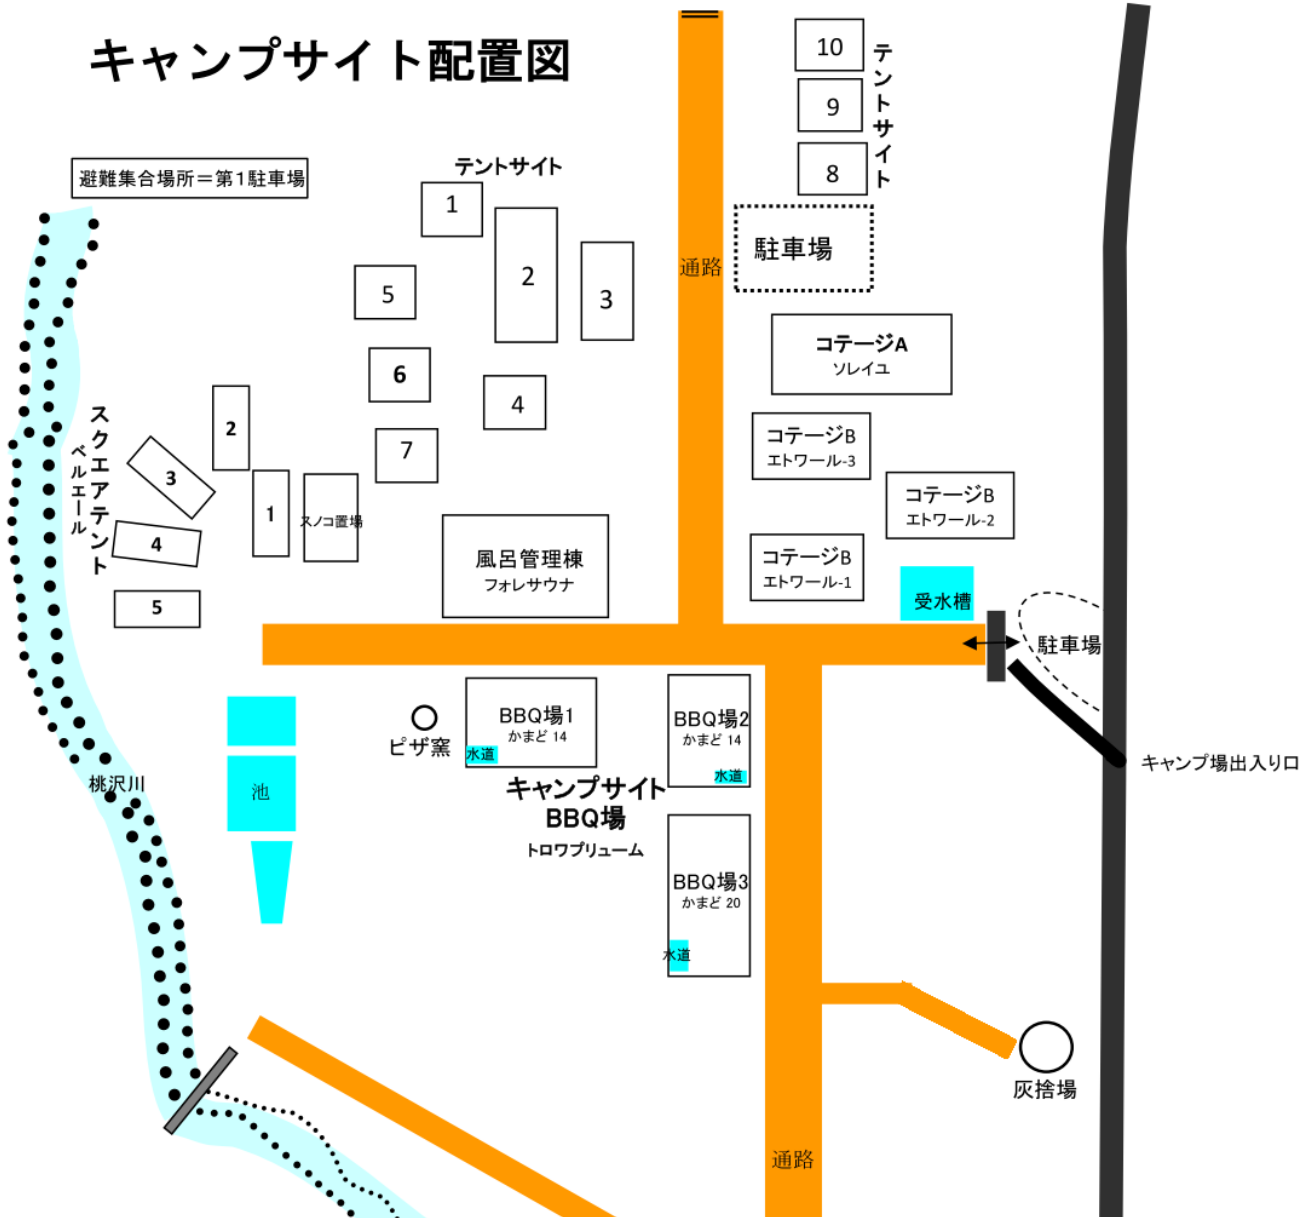 キャンプサイト配置図
避難集合場所＝第1駐車場
テントサイト
1
2
3
5
6
4
7
10
9
8
テントサイト
駐車場
通路
コテージA
ソレイユ
コテージB
エトワール-3
コテージB
エトワール-2
コテージB
エトワール-1
受水槽
駐車場
キャンプ場出入り口
スクエアテント
ベルエール
2
3
1
4
5
スノコ置場
風呂管理棟
フォレサウナ
ピザ窯
BBQ場1
かまど 14
水道
BBQ場2
かまど 14
水道
キャンプサイト
BBQ場
トロワプリューム
BBQ場3
かまど 20
水道
桃沢川
池
灰捨場
通路